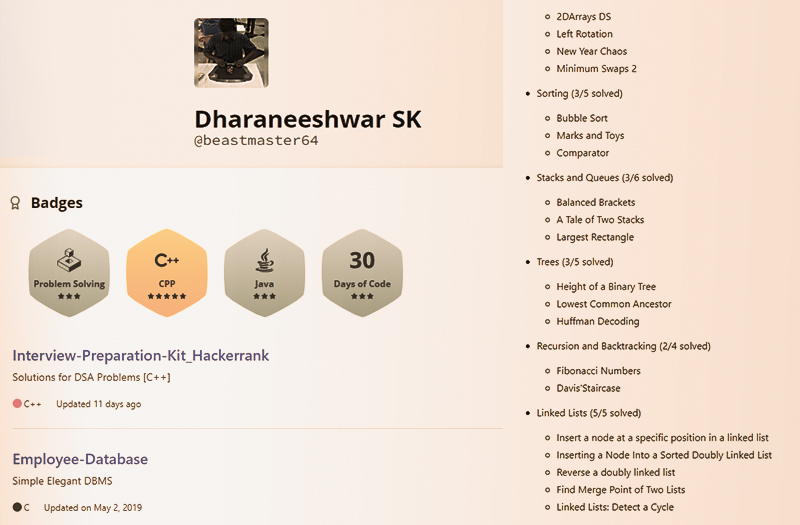 Dharaneeshwar SK
@beastmaster64
Badges
Problem Solving
C++
CPP
Java
30
Days of Code
Interview-Preparation-Kit_Hackerrank
Solutions for DSA Problems [C++]
C++ Updated 11 days ago
Employee-Database
Simple Elegant DBMS
C Updated on May 2, 2019
2DArrays DS
Left Rotation
New Year Chaos
Minimum Swaps 2
Sorting (3/5 solved)
Bubble Sort
Marks and Toys
Comparator
Stacks and Queues (3/6 solved)
Balanced Brackets
A Tale of Two Stacks
Largest Rectangle
Trees (3/5 solved)
Height of a Binary Tree
Lowest Common Ancestor
Huffman Decoding
Recursion and Backtracking (2/4 solved)
Fibonacci Numbers
Davis'Staircase
Linked Lists (5/5 solved)
Insert a node at a specific position in a linked list
Inserting a Node Into a Sorted Doubly Linked List
Reverse a doubly linked list
Find Merge Point of Two Lists
Linked Lists: Detect a Cycle